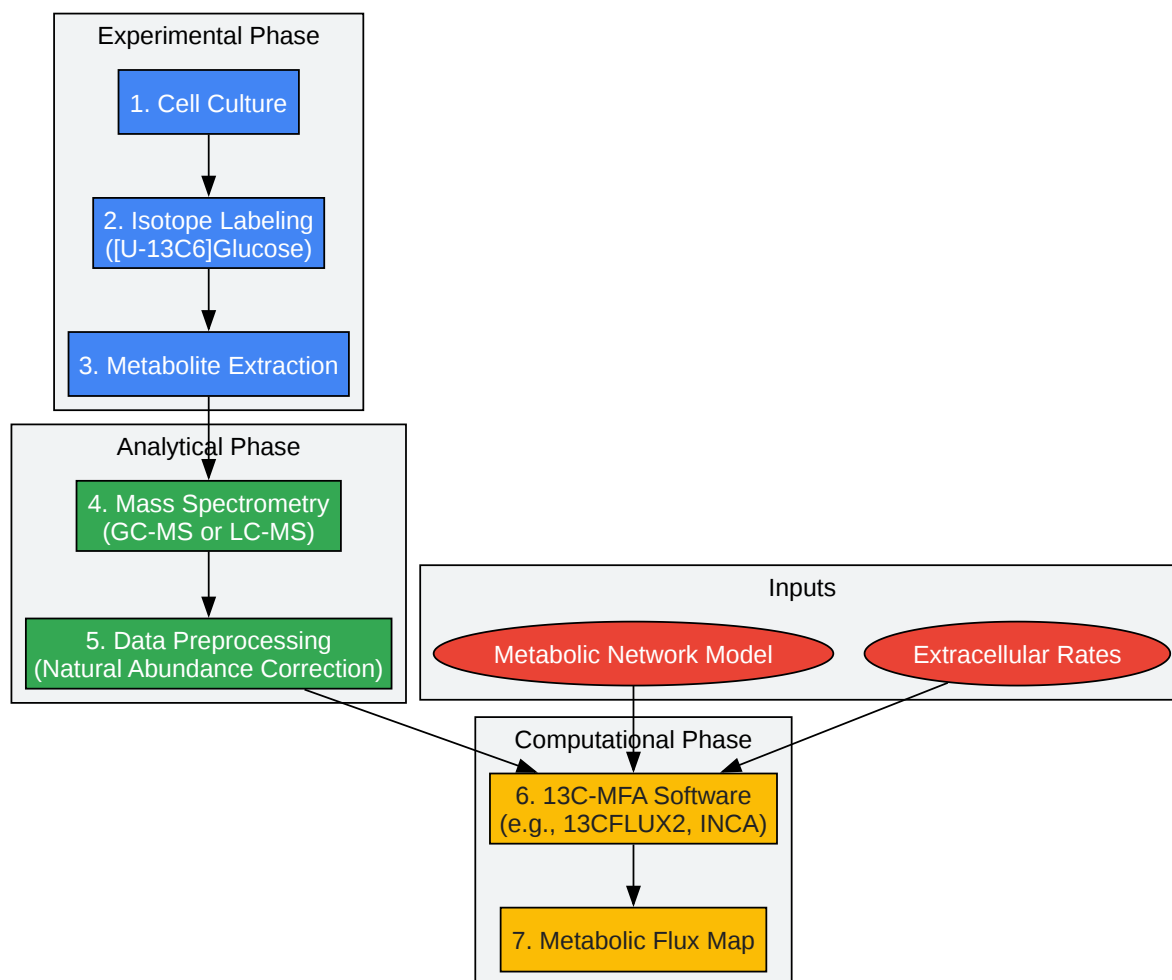 Experimental Phase
1. Cell Culture
2. Isotope Labeling
([U-13C6]Glucose)
3. Metabolite Extraction
Analytical Phase
4. Mass Spectrometry
(GC-MS or LC-MS)
5. Data Preprocessing
(Natural Abundance Correction)
Inputs
Metabolic Network Model
Extracellular Rates
Computational Phase
6. 13C-MFA Software
(e.g., 13CFLUX2, INCA)
7. Metabolic Flux Map